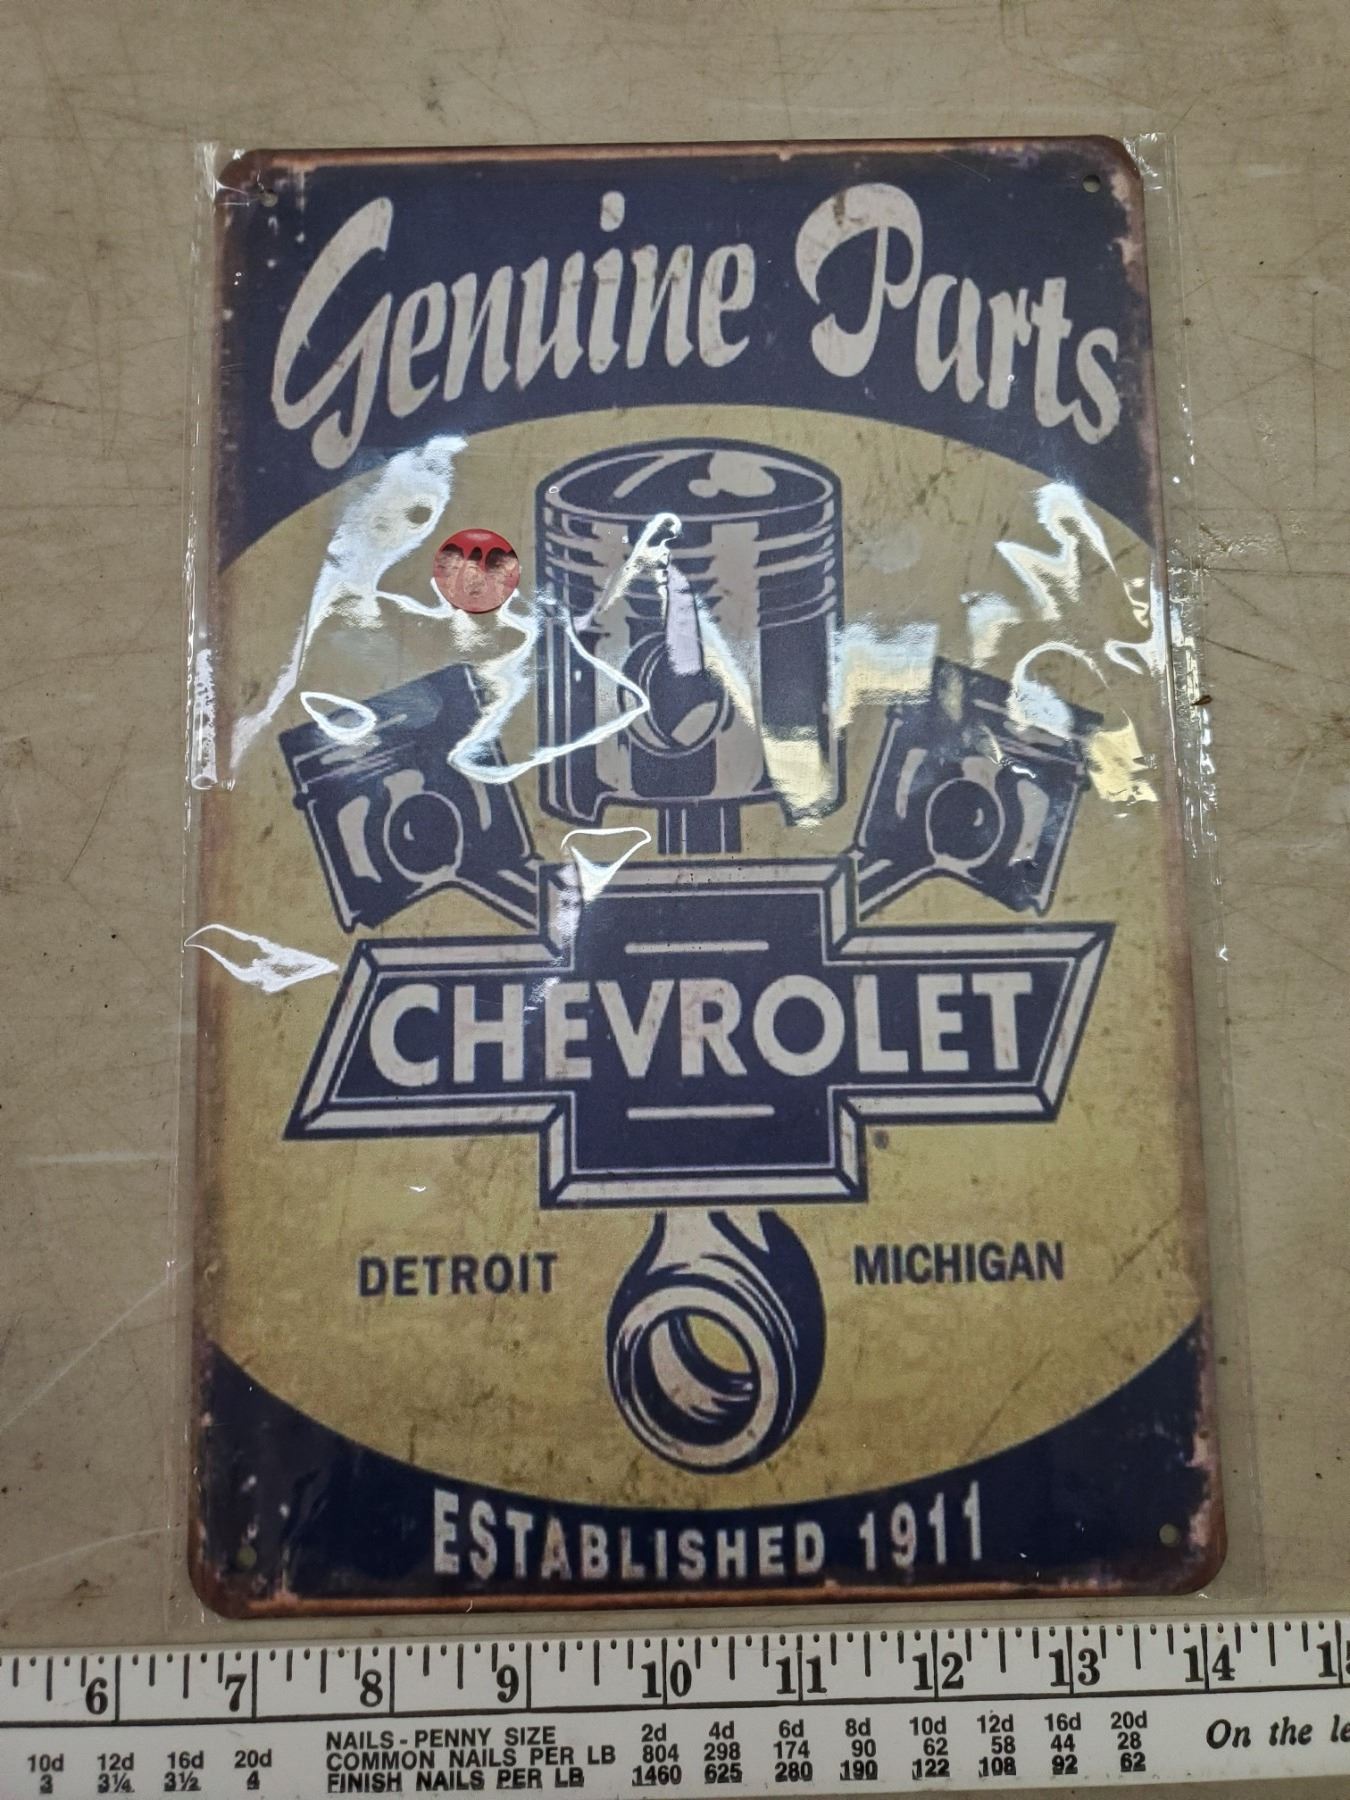 Genuine Parts
CHEVROLET
®
DETROIT MICHIGAN
ESTABLISHED 1911
6 7 8 9 10 11 12 13 14 15
NAILS - PENNY SIZE 2d 4d 6d 8d 10d 12d 16d 20d
10d 12d 16d 20d COMMON NAILS PER LB 804 298 174 90 62 58 44 28
3 3¼ 3½ 4 FINISH NAILS PER LB 1460 625 280 190 122 108 92 62
On the